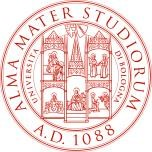 ALMA MATER STUDIORUM
UNIVERSITÀ
DI BOLOGNA
A.D. 1088